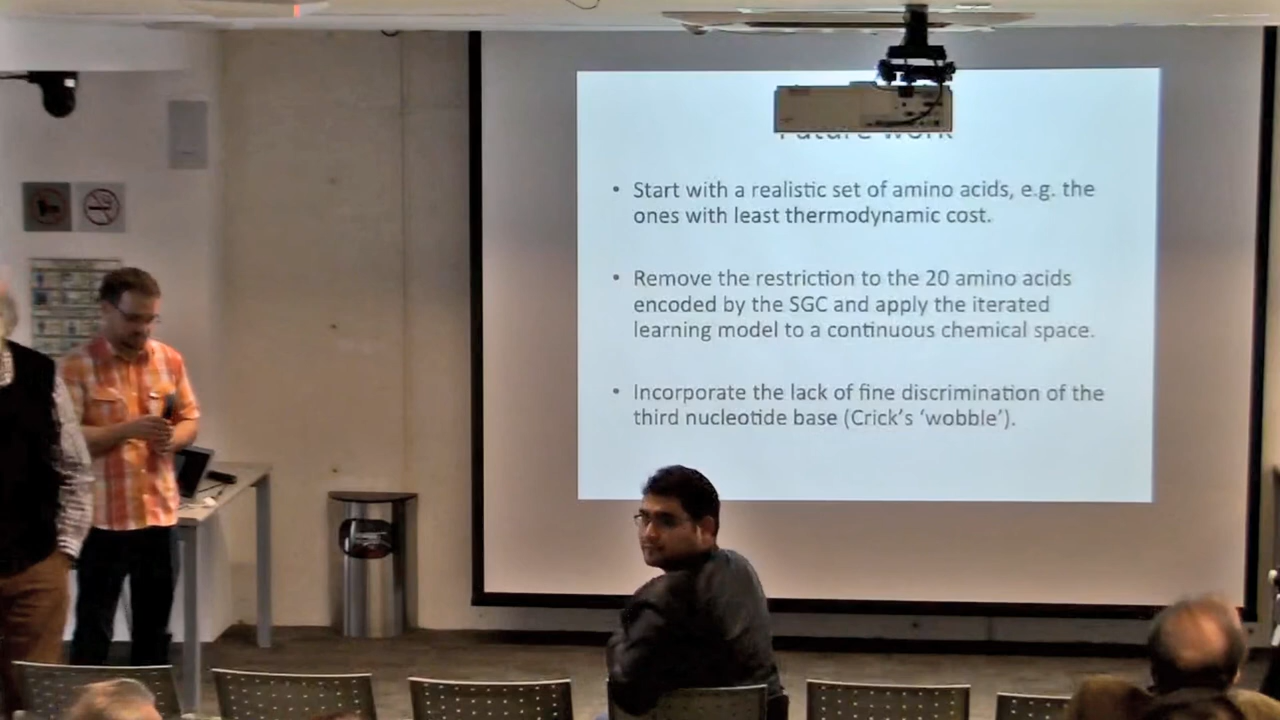 Future work
• Start with a realistic set of amino acids, e.g. the
ones with least thermodynamic cost.
• Remove the restriction to the 20 amino acids
encoded by the SGC and apply the iterated
learning model to a continuous chemical space.
• Incorporate the lack of fine discrimination of the
third nucleotide base (Crick's 'wobble').